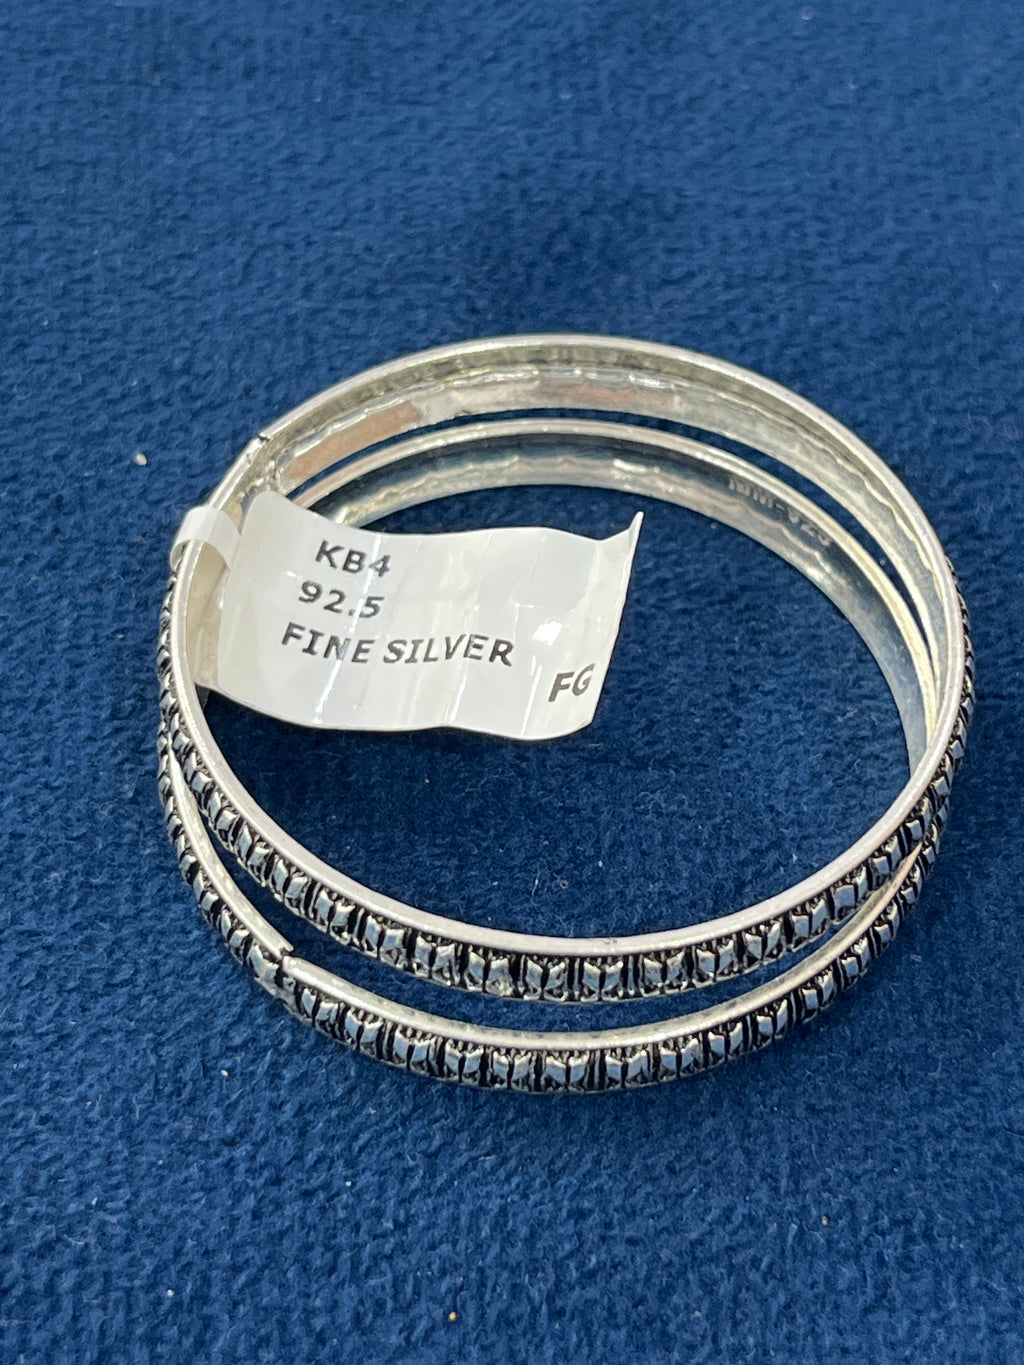 KB4
92.5
FINE SILVER
FG